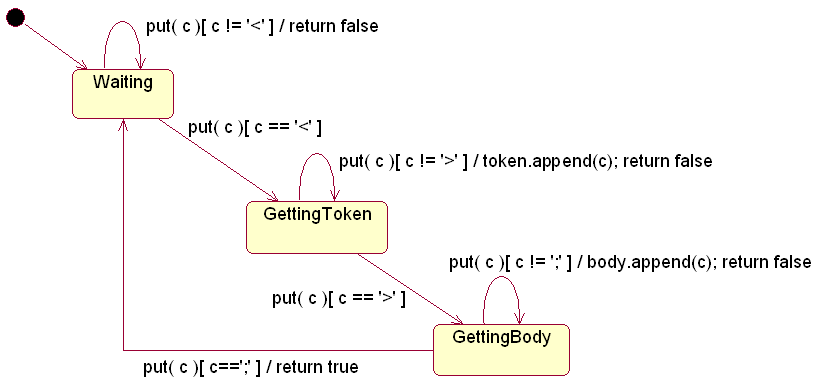 put( c )[ c != '<' ] / return false
Waiting
put( c )[ c == '<' ]
put( c )[ c != '>' ] / token.append(c); return false
GettingToken
put( c )[ c != ';' ] / body.append(c); return false
put( c )[ c == '>' ]
GettingBody
put( c )[ c==';' ] / return true